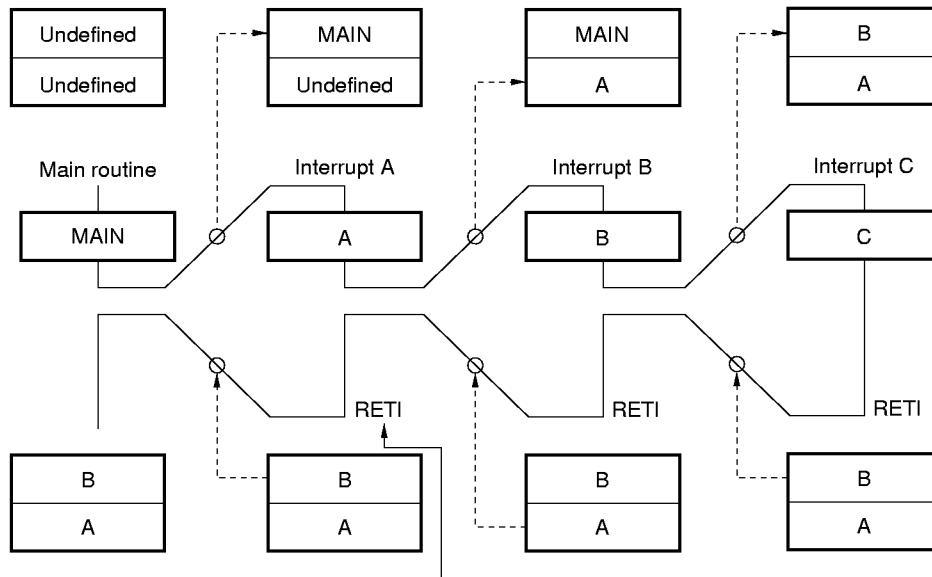 Undefined
Undefined
MAIN
Undefined
MAIN
A
B
A
Main routine
Interrupt A
Interrupt B
Interrupt C
MAIN
A
B
C
RETI
RETI
RETI
B
A
B
A
B
A
B
A